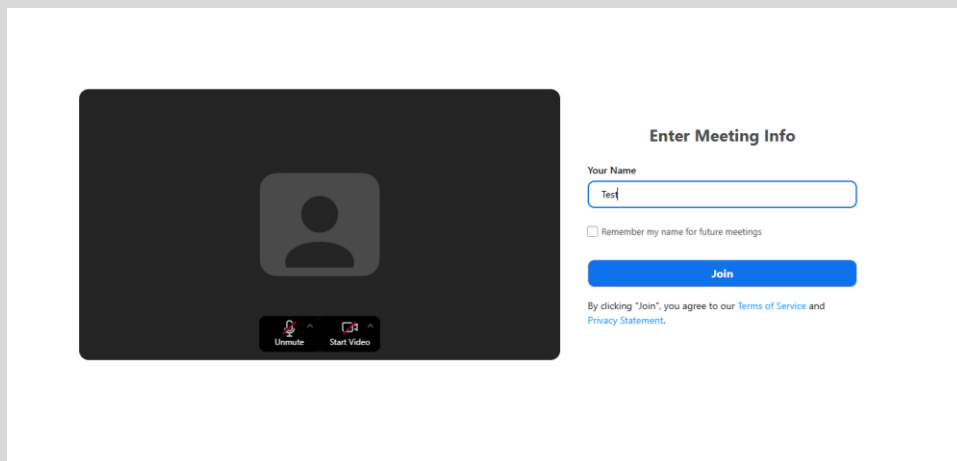 Enter Meeting Info
Your Name
Test
Remember my name for future meetings
Join
By clicking "Join", you agree to our Terms of Service and
Privacy Statement.
Unmute
Start Video